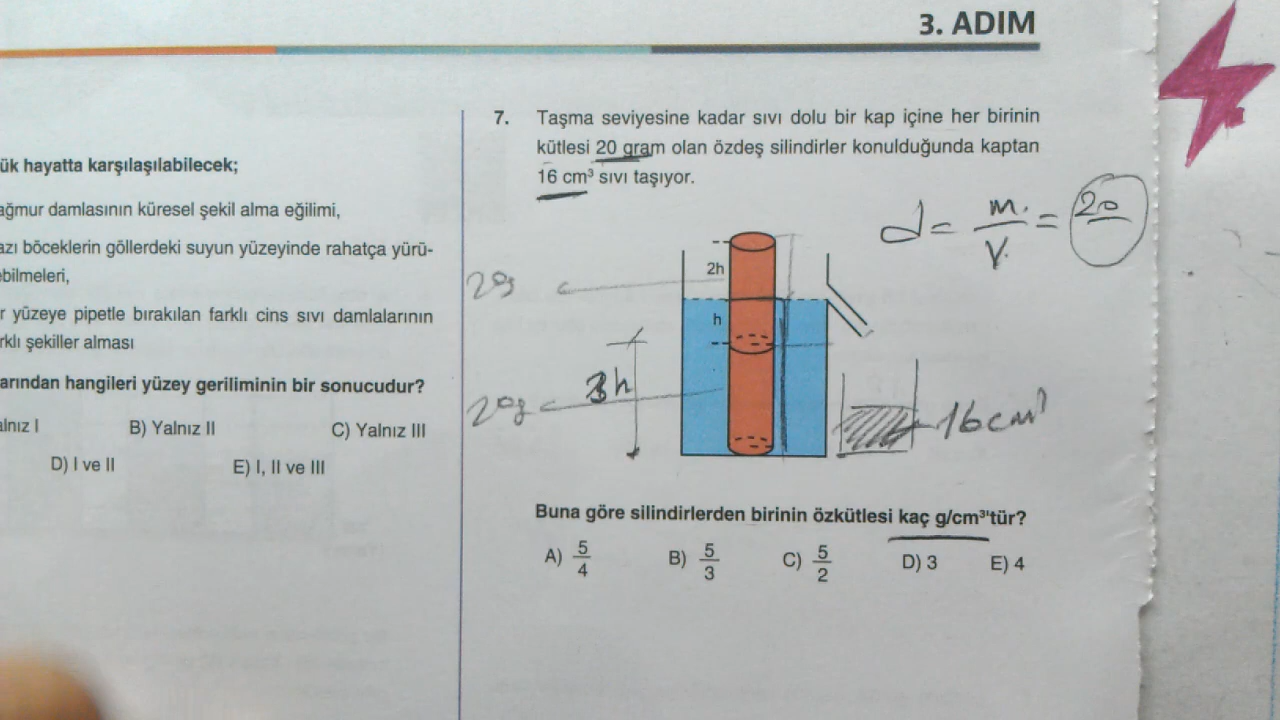 3. ADIM
ük hayatta karşılaşılabilecek;
ağmur damlasının küresel şekil alma eğilimi,
azı böceklerin göllerdeki suyun yüzeyinde rahatça yürü-
ebilmeleri,
r yüzeye pipetle bırakılan farklı cins sıvı damlalarının
rklı şekiller alması
arından hangileri yüzey geriliminin bir sonucudur?
alnız I B) Yalnız II C) Yalnız III
D) I ve II E) I, II ve III
7. Taşma seviyesine kadar sıvı dolu bir kap içine her birinin
kütlesi 20 gram olan özdeş silindirler konulduğunda kaptan
16 cm³ sıvı taşıyor.
d = m/V = 20
2h
20g
h
3h
20g
16cm³
Buna göre silindirlerden birinin özkütlesi kaç g/cm³'tür?
A) 5/4 B) 5/3 C) 5/2 D) 3 E) 4